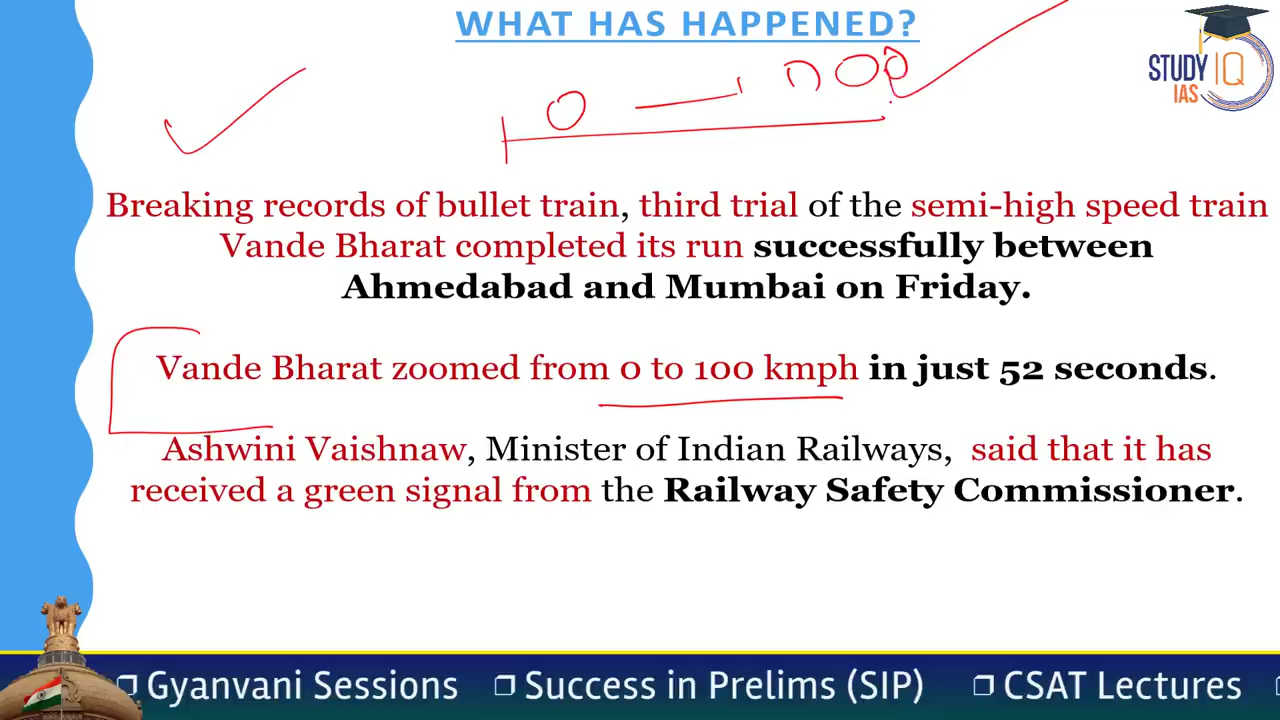 WHAT HAS HAPPENED?
STUDY IQ
IAS
0 — 100
Breaking records of bullet train, third trial of the semi-high speed train
Vande Bharat completed its run successfully between
Ahmedabad and Mumbai on Friday.
Vande Bharat zoomed from 0 to 100 kmph in just 52 seconds.
Ashwini Vaishnaw, Minister of Indian Railways, said that it has
received a green signal from the Railway Safety Commissioner.
❐ Gyanvani Sessions ❐ Success in Prelims (SIP) ❐ CSAT Lectures